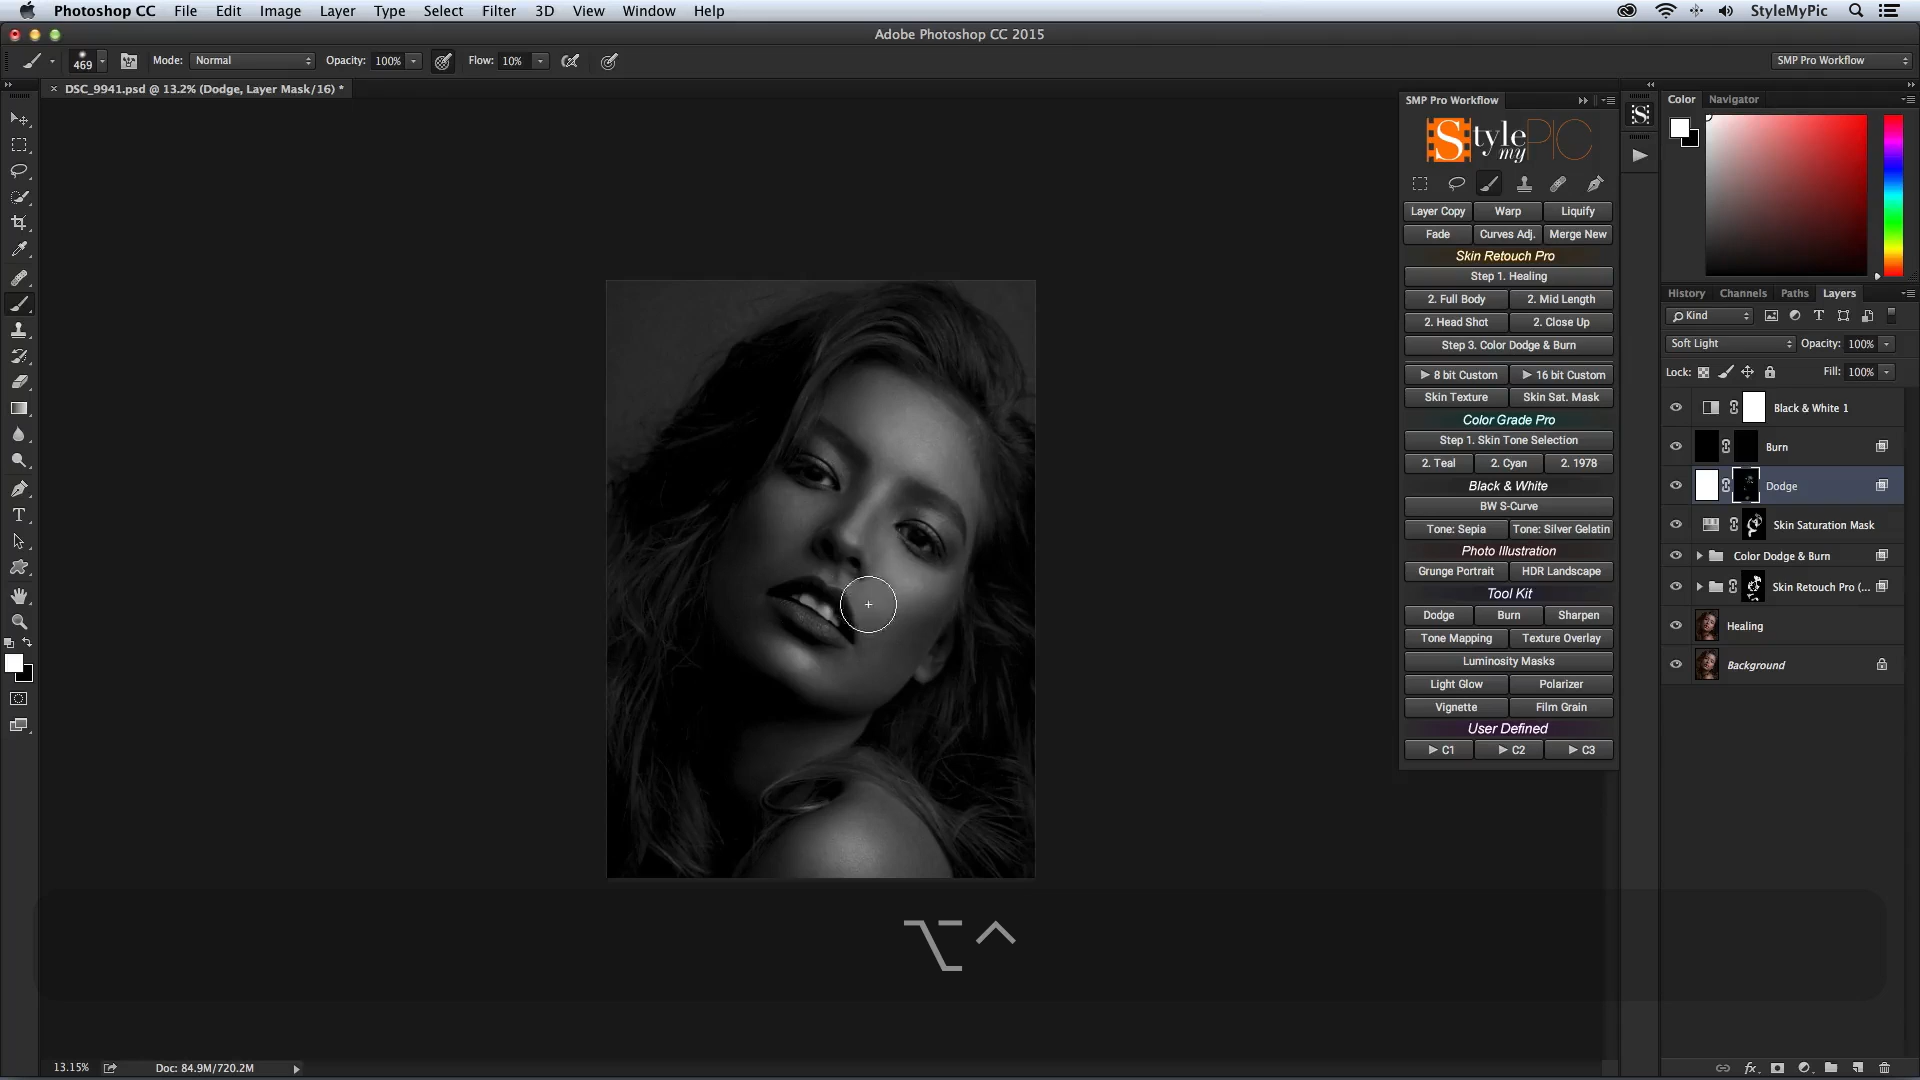 Photoshop CC File Edit Image Layer Type Select Filter 3D View Window Help StyleMyPic
Adobe Photoshop CC 2015
469 Mode: Normal Opacity: 100% Flow: 10% SMP Pro Workflow
× DSC_9941.psd @ 13.2% (Dodge, Layer Mask/16) *
SMP Pro Workflow
Style my PIC
Layer Copy Warp Liquify
Fade Curves Adj. Merge New
Skin Retouch Pro
Step 1. Healing
2. Full Body 2. Mid Length
2. Head Shot 2. Close Up
Step 3. Color Dodge & Burn
8 bit Custom 16 bit Custom
Skin Texture Skin Sat. Mask
Color Grade Pro
Step 1. Skin Tone Selection
2. Teal 2. Cyan 2. 1978
Black & White
BW S-Curve
Tone: Sepia Tone: Silver Gelatin
Photo Illustration
Grunge Portrait HDR Landscape
Tool Kit
Dodge Burn Sharpen
Tone Mapping Texture Overlay
Luminosity Masks
Light Glow Polarizer
Vignette Film Grain
User Defined
C1 C2 C3
Color Navigator
History Channels Paths Layers
Kind
Soft Light Opacity: 100%
Lock: Fill: 100%
Black & White 1
Burn
Dodge
Skin Saturation Mask
Color Dodge & Burn
Skin Retouch Pro (...
Healing
Background
⌥ ^
13.15% Doc: 84.9M/720.2M